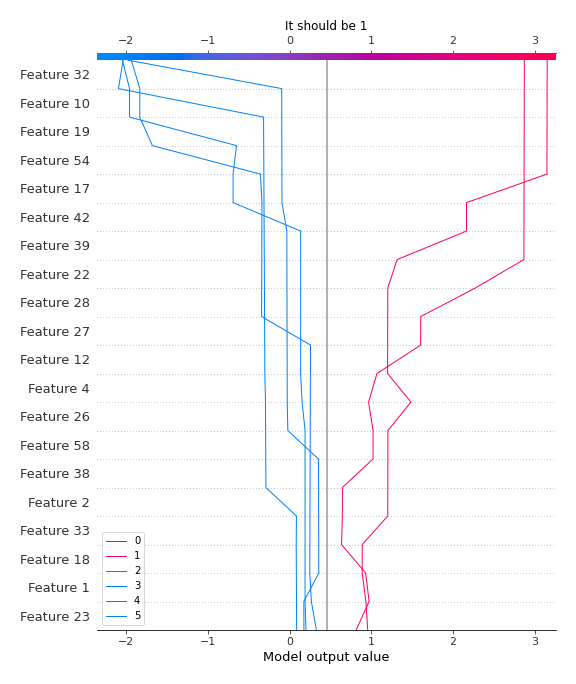 It should be 1
−2 −1 0 1 2 3
Feature 32
Feature 10
Feature 19
Feature 54
Feature 17
Feature 42
Feature 39
Feature 22
Feature 28
Feature 27
Feature 12
Feature 4
Feature 26
Feature 58
Feature 38
Feature 2
Feature 33
Feature 18
Feature 1
Feature 23
0
1
2
3
4
5
−2 −1 0 1 2 3
Model output value